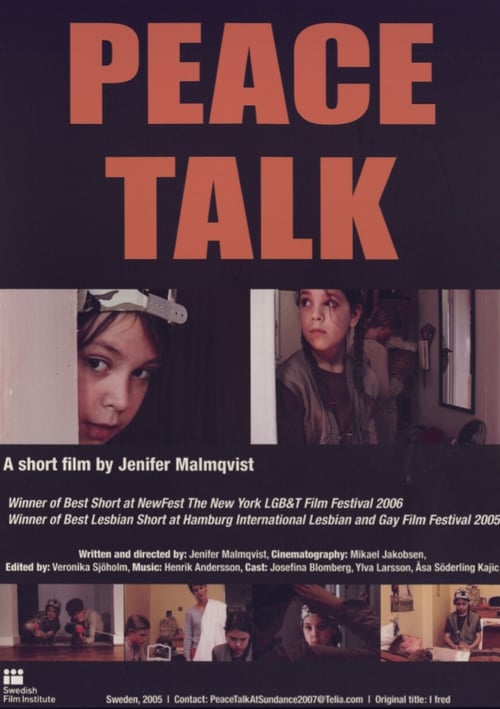 PEACE
TALK
A short film by Jenifer Malmqvist
Winner of Best Short at NewFest The New York LGB&T Film Festival 2006
Winner of Best Lesbian Short at Hamburg International Lesbian and Gay Film Festival 2005
Written and directed by: Jenifer Malmqvist, Cinematography: Mikael Jakobsen,
Edited by: Veronika Sjöholm, Music: Henrik Andersson, Cast: Josefina Blomberg, Ylva Larsson, Åsa Söderling Kajic
Swedish
Film Institute
Sweden, 2005 I Contact: PeaceTalkAtSundance2007@Telia.com I Original title: I fred